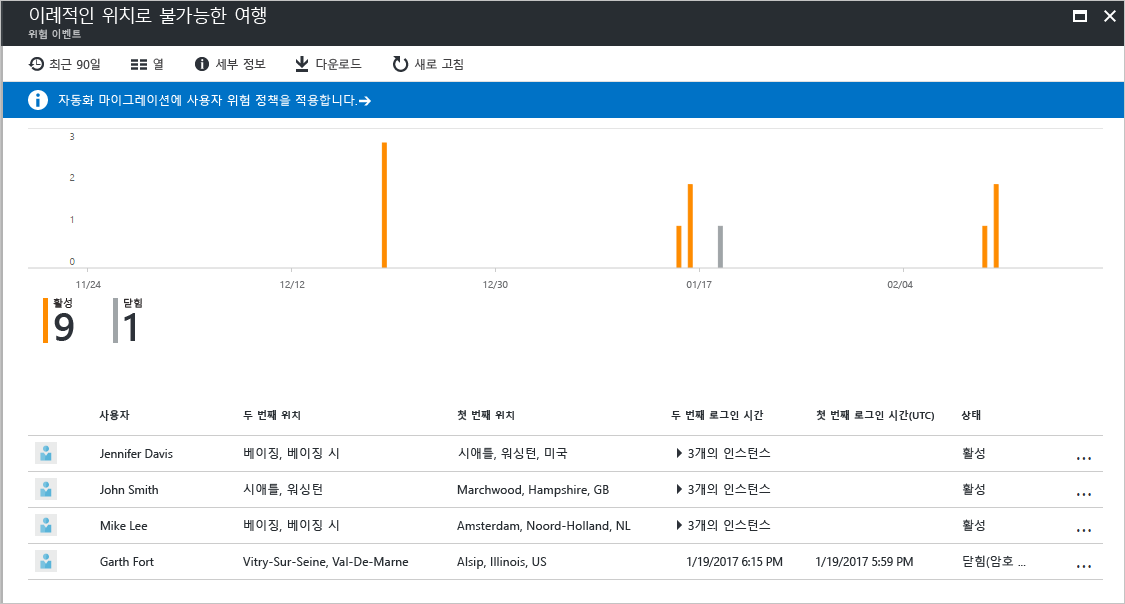 이례적인 위치로 불가능한 여행
위험 이벤트
최근 90일 열 세부 정보 다운로드 새로 고침
자동화 마이그레이션에 사용자 위험 정책을 적용합니다.→
3
2
1
0
11/24 12/12 12/30 01/17 02/04
활성 닫힘
9 1
사용자 두 번째 위치 첫 번째 위치 두 번째 로그인 시간 첫 번째 로그인 시간(UTC) 상태
Jennifer Davis 베이징, 베이징 시 시애틀, 워싱턴, 미국 3개의 인스턴스 활성 ...
John Smith 시애틀, 워싱턴 Marchwood, Hampshire, GB 3개의 인스턴스 활성 ...
Mike Lee 베이징, 베이징 시 Amsterdam, Noord-Holland, NL 3개의 인스턴스 활성 ...
Garth Fort Vitry-Sur-Seine, Val-De-Marne Alsip, Illinois, US 1/19/2017 6:15 PM 1/19/2017 5:59 PM 닫힘(암호 ... ...